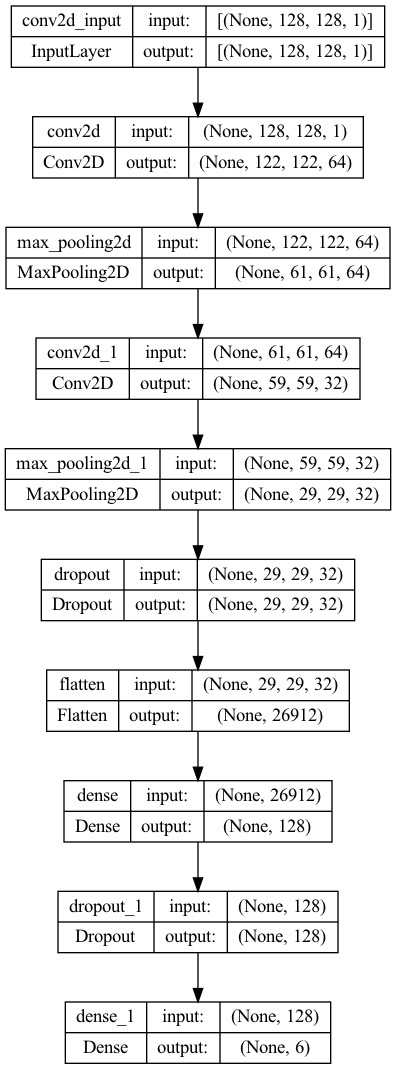 conv2d_input input: [(None, 128, 128, 1)]
InputLayer output: [(None, 128, 128, 1)]
conv2d input: (None, 128, 128, 1)
Conv2D output: (None, 122, 122, 64)
max_pooling2d input: (None, 122, 122, 64)
MaxPooling2D output: (None, 61, 61, 64)
conv2d_1 input: (None, 61, 61, 64)
Conv2D output: (None, 59, 59, 32)
max_pooling2d_1 input: (None, 59, 59, 32)
MaxPooling2D output: (None, 29, 29, 32)
dropout input: (None, 29, 29, 32)
Dropout output: (None, 29, 29, 32)
flatten input: (None, 29, 29, 32)
Flatten output: (None, 26912)
dense input: (None, 26912)
Dense output: (None, 128)
dropout_1 input: (None, 128)
Dropout output: (None, 128)
dense_1 input: (None, 128)
Dense output: (None, 6)